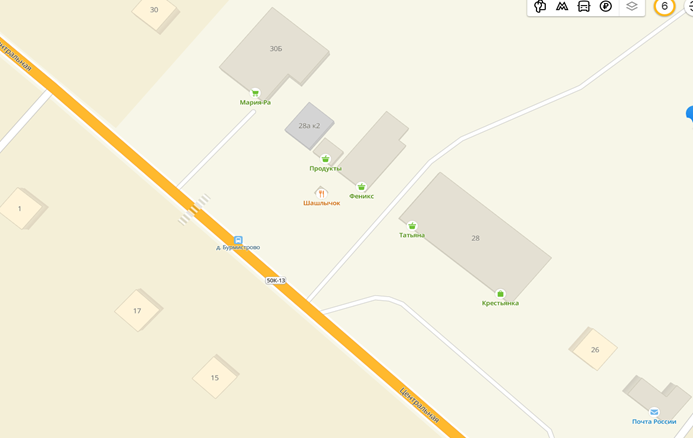 30
6
30Б
Центральная
Мария-Ра
28а к2
Продукты
Феникс
Шашлычок
1
Татьяна
28
д. Бурмистрово
50К-13
Крестьянка
17
26
15
Центральная
Почта России